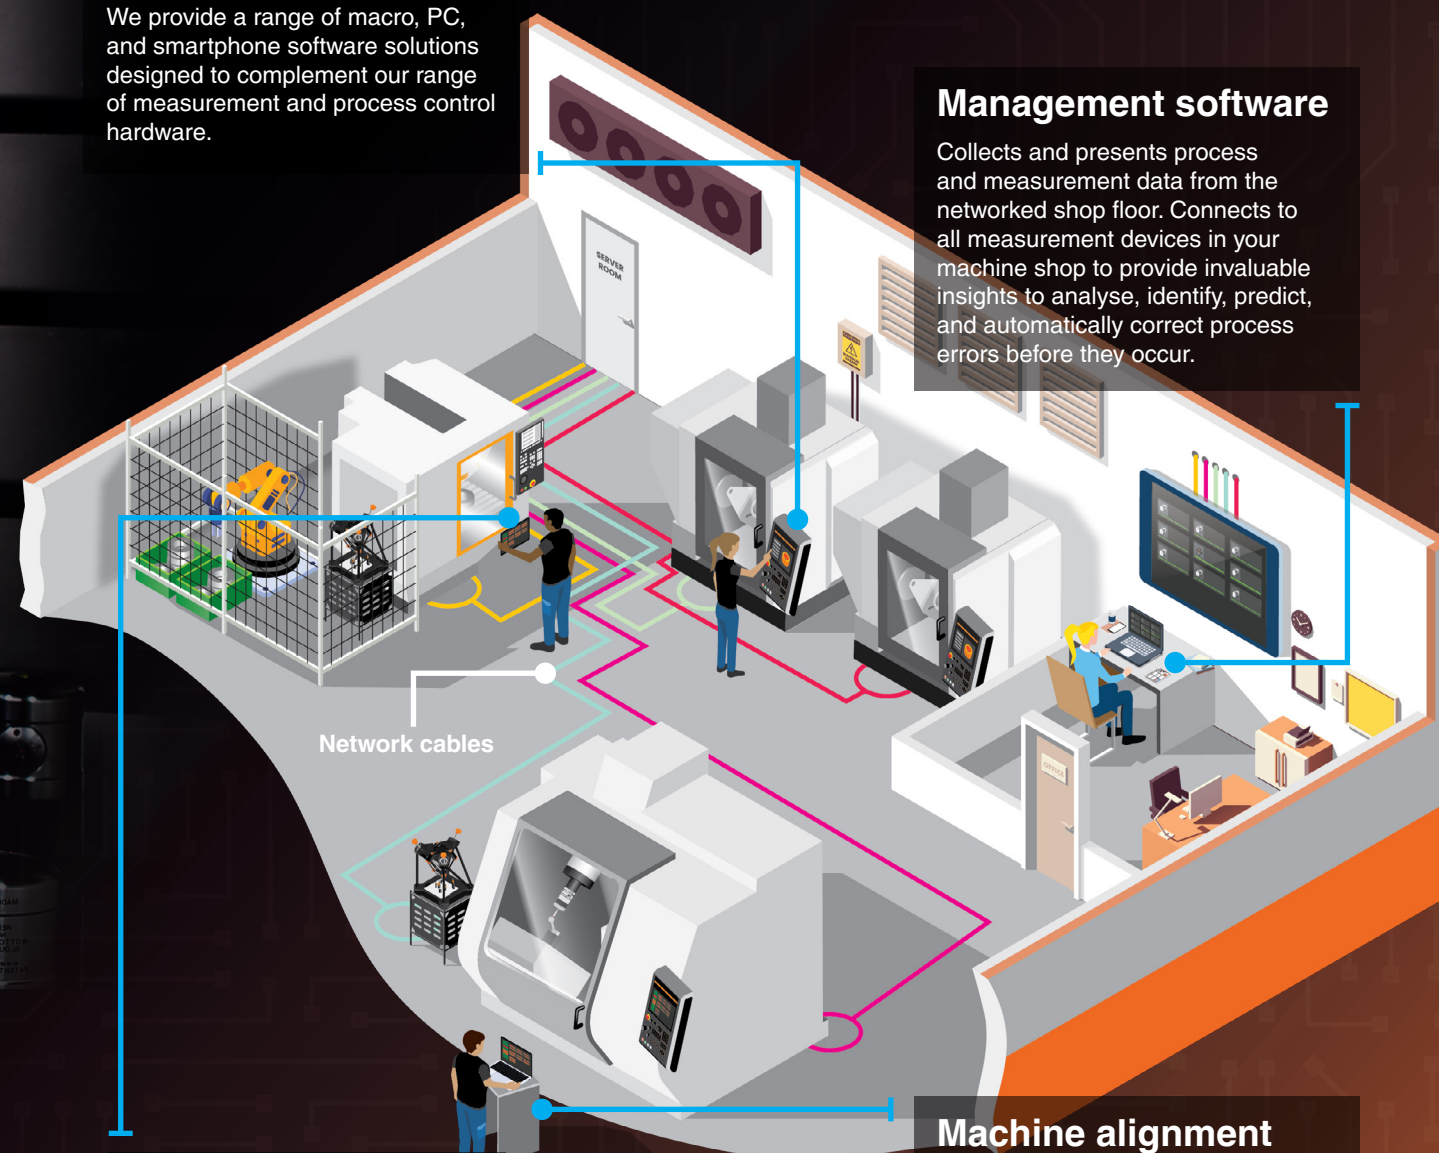 We provide a range of macro, PC,
and smartphone software solutions
designed to complement our range
of measurement and process control
hardware.
Management software
Collects and presents process
and measurement data from the
networked shop floor. Connects to
all measurement devices in your
machine shop to provide invaluable
insights to analyse, identify, predict,
and automatically correct process
errors before they occur.
SERVER
ROOM
Network cables
OFFICE
Machine alignment